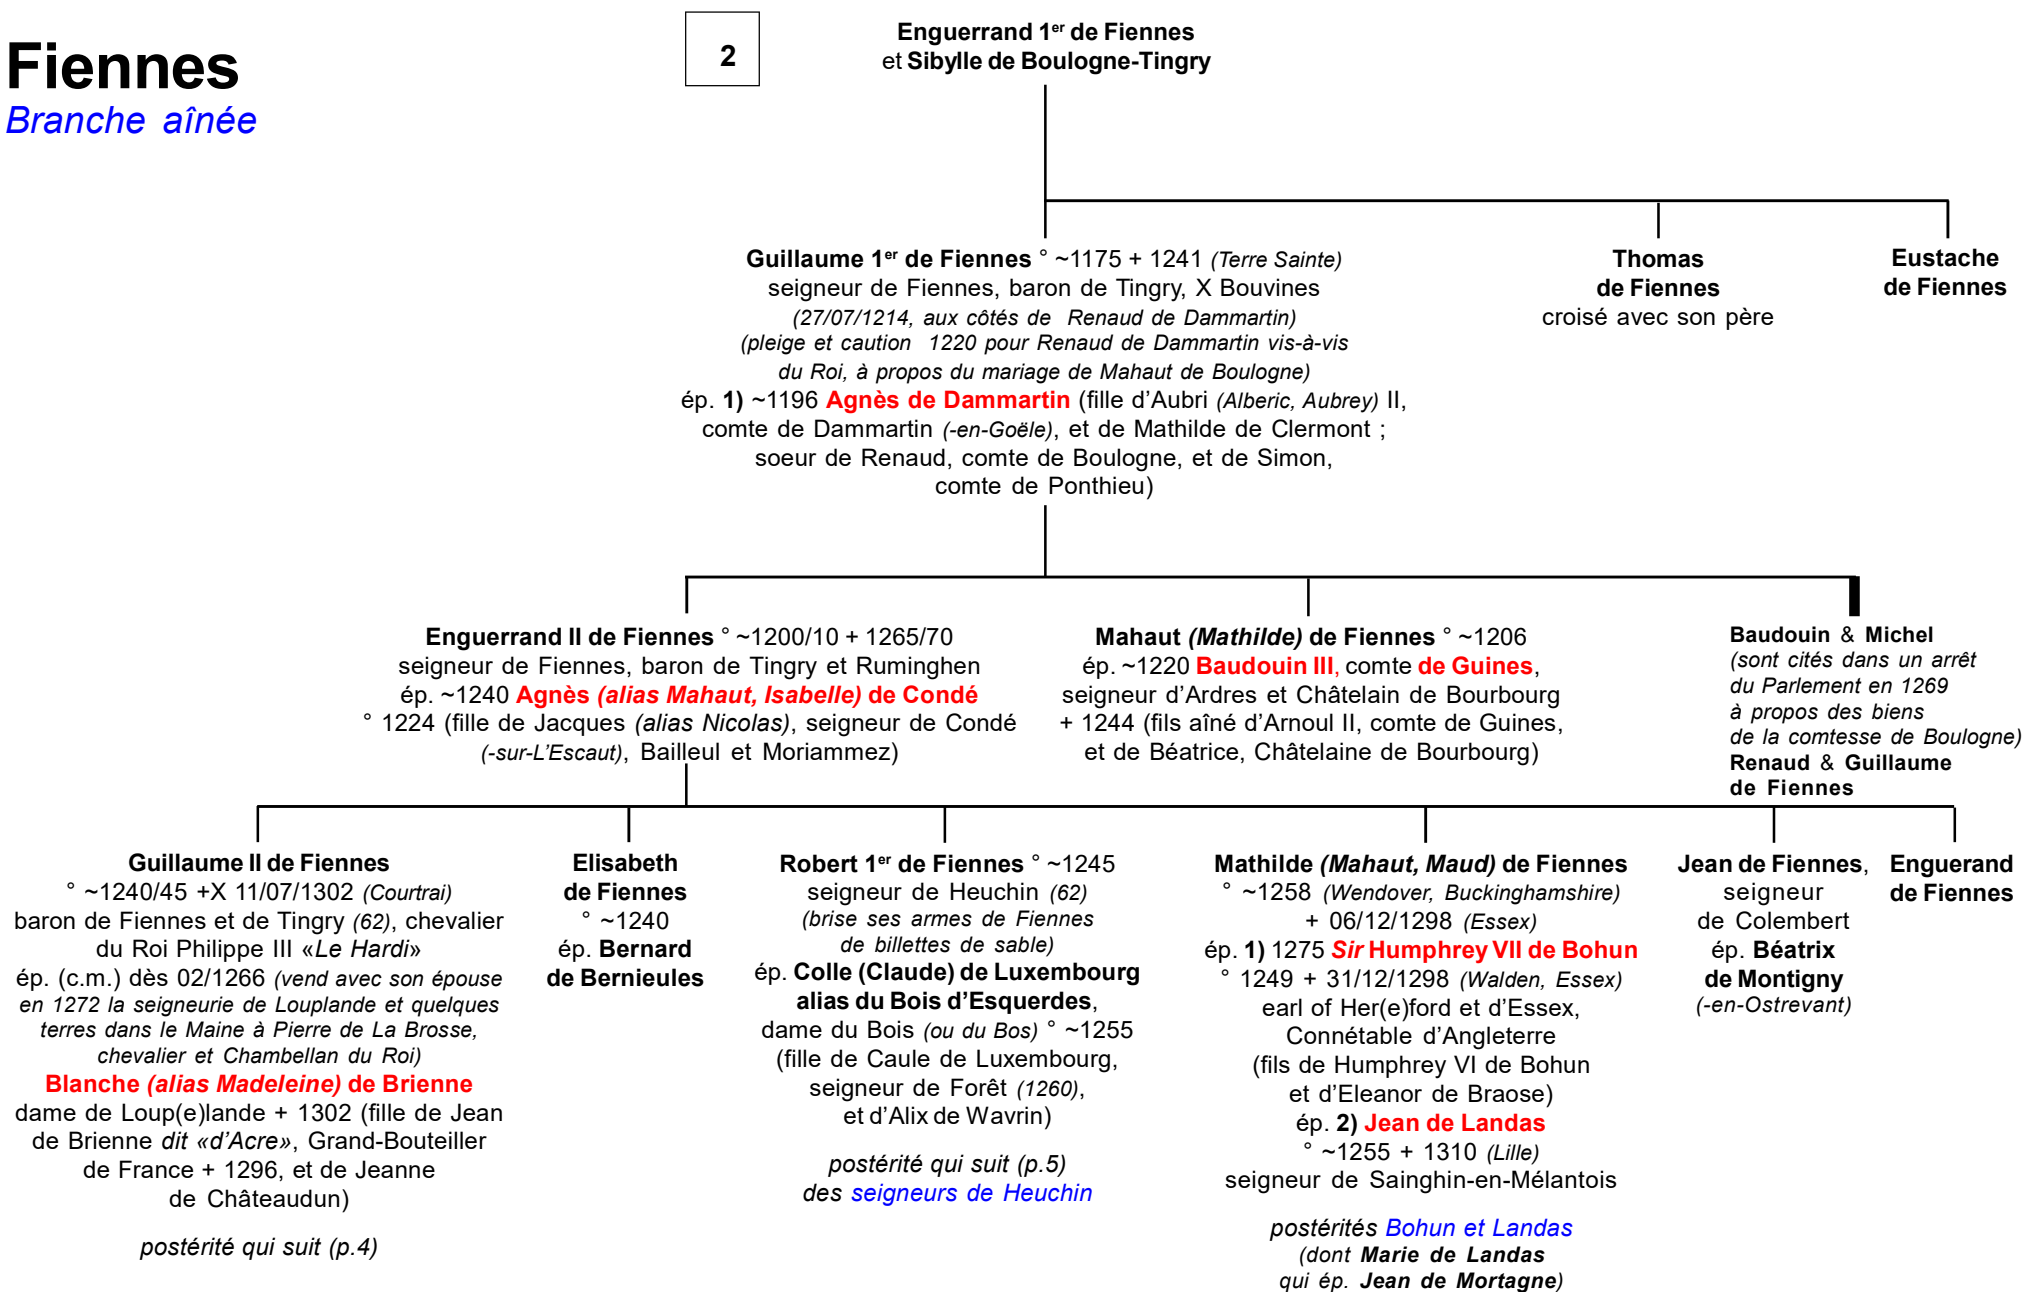 Fiennes
Branche aînée
2
Enguerrand 1er de Fiennes
et Sibylle de Boulogne-Tingry
Guillaume 1er de Fiennes ° ~1175 + 1241 (Terre Sainte)
seigneur de Fiennes, baron de Tingry, X Bouvines
(27/07/1214, aux côtés de Renaud de Dammartin)
(pleige et caution 1220 pour Renaud de Dammartin vis-à-vis
du Roi, à propos du mariage de Mahaut de Boulogne)
ép. 1) ~1196 Agnès de Dammartin (fille d'Aubri (Alberic, Aubrey) II,
comte de Dammartin (-en-Goële), et de Mathilde de Clermont ;
soeur de Renaud, comte de Boulogne, et de Simon,
comte de Ponthieu)
Thomas
de Fiennes
croisé avec son père
Eustache
de Fiennes
Enguerrand II de Fiennes ° ~1200/10 + 1265/70
seigneur de Fiennes, baron de Tingry et Ruminghen
ép. ~1240 Agnès (alias Mahaut, Isabelle) de Condé
° 1224 (fille de Jacques (alias Nicolas), seigneur de Condé
(-sur-L'Escaut), Bailleul et Moriammez)
Mahaut (Mathilde) de Fiennes ° ~1206
ép. ~1220 Baudouin III, comte de Guines,
seigneur d'Ardres et Châtelain de Bourbourg
+ 1244 (fils aîné d'Arnoul II, comte de Guines,
et de Béatrice, Châtelaine de Bourbourg)
Baudouin & Michel
(sont cités dans un arrêt
du Parlement en 1269
à propos des biens
de la comtesse de Boulogne)
Renaud & Guillaume
de Fiennes
Guillaume II de Fiennes
° ~1240/45 +X 11/07/1302 (Courtrai)
baron de Fiennes et de Tingry (62), chevalier
du Roi Philippe III «Le Hardi»
ép. (c.m.) dès 02/1266 (vend avec son épouse
en 1272 la seigneurie de Louplande et quelques
terres dans le Maine à Pierre de La Brosse,
chevalier et Chambellan du Roi)
Blanche (alias Madeleine) de Brienne
dame de Loup(e)lande + 1302 (fille de Jean
de Brienne dit «d'Acre», Grand-Bouteiller
de France + 1296, et de Jeanne
de Châteaudun)
postérité qui suit (p.4)
Elisabeth
de Fiennes
° ~1240
ép. Bernard
de Bernieules
Robert 1er de Fiennes ° ~1245
seigneur de Heuchin (62)
(brise ses armes de Fiennes
de billettes de sable)
ép. Colle (Claude) de Luxembourg
alias du Bois d'Esquerdes,
dame du Bois (ou du Bos) ° ~1255
(fille de Caule de Luxembourg,
seigneur de Forêt (1260),
et d'Alix de Wavrin)
postérité qui suit (p.5)
des seigneurs de Heuchin
Mathilde (Mahaut, Maud) de Fiennes
° ~1258 (Wendover, Buckinghamshire)
+ 06/12/1298 (Essex)
ép. 1) 1275 Sir Humphrey VII de Bohun
° 1249 + 31/12/1298 (Walden, Essex)
earl of Her(e)ford et d'Essex,
Connétable d'Angleterre
(fils de Humphrey VI de Bohun
et d'Eleanor de Braose)
ép. 2) Jean de Landas
° ~1255 + 1310 (Lille)
seigneur de Sainghin-en-Mélantois
postérités Bohun et Landas
(dont Marie de Landas
qui ép. Jean de Mortagne)
Jean de Fiennes,
seigneur
de Colembert
ép. Béatrix
de Montigny
(-en-Ostrevant)
Enguerand
de Fiennes